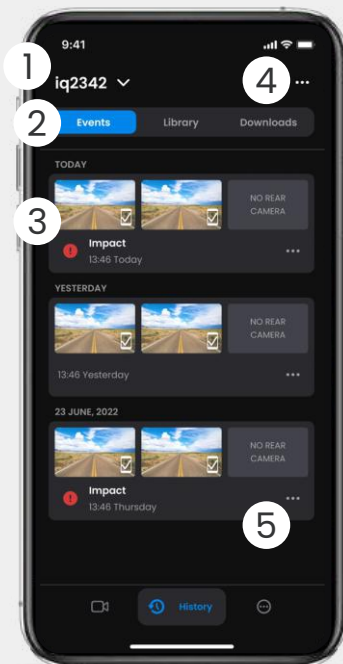 9:41
1
iq2342
4
2
Events Library Downloads
TODAY
3
NO REAR
CAMERA
Impact
13:46 Today
YESTERDAY
NO REAR
CAMERA
13:46 Yesterday
23 JUNE, 2022
NO REAR
CAMERA
Impact
13:46 Thursday
5
History